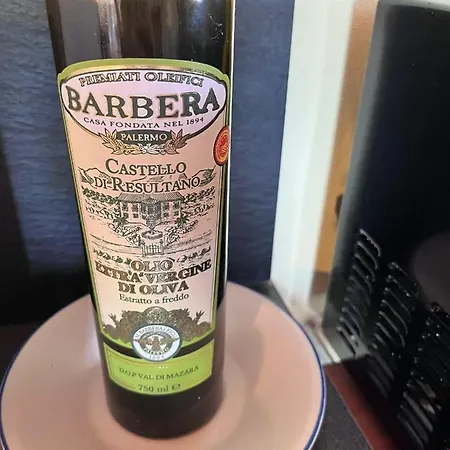 PREMIATI OLEIFICI
BARBERA
CASA FONDATA NEL 1894
PALERMO
CASTELLO
DI RESULTANO
OLIO
EXTRA VERGINE
DI OLIVA
Estratto a freddo
1894
D.O.P VAL DI MAZARA
750 ml e